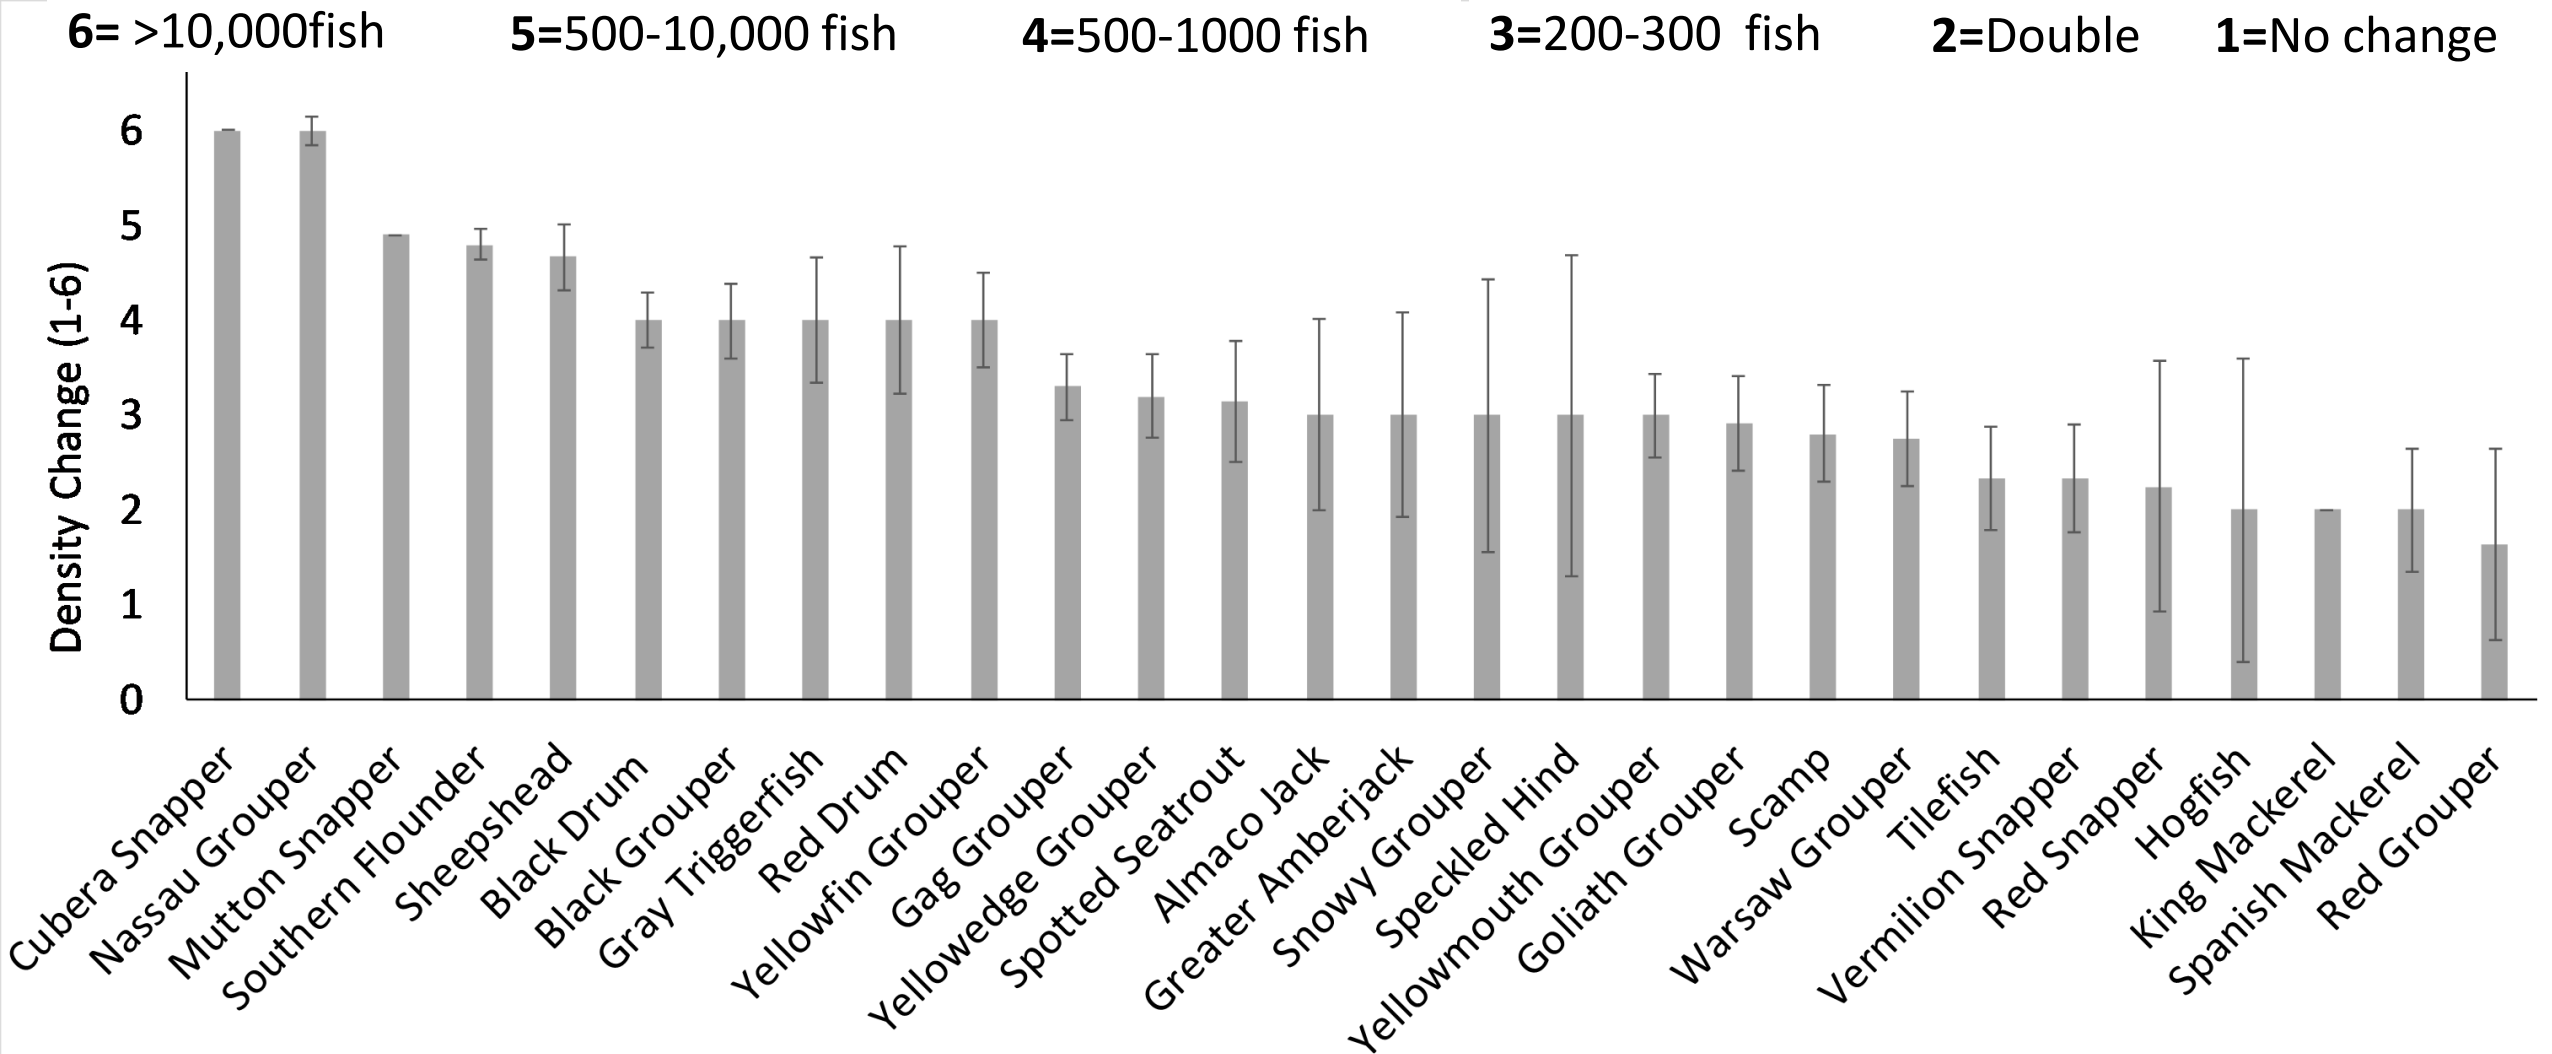 6= >10,000fish 5=500-10,000 fish 4=500-1000 fish 3=200-300 fish 2=Double 1=No change
Density Change (1-6)
6
5
4
3
2
1
0
Cubera Snapper
Nassau Grouper
Mutton Snapper
Southern Flounder
Sheepshead
Black Drum
Black Grouper
Gray Triggerfish
Red Drum
Yellowfin Grouper
Gag Grouper
Yellowedge Grouper
Spotted Seatrout
Almaco Jack
Greater Amberjack
Snowy Grouper
Speckled Hind
Yellowmouth Grouper
Goliath Grouper
Scamp
Warsaw Grouper
Tilefish
Vermilion Snapper
Red Snapper
Hogfish
King Mackerel
Spanish Mackerel
Red Grouper